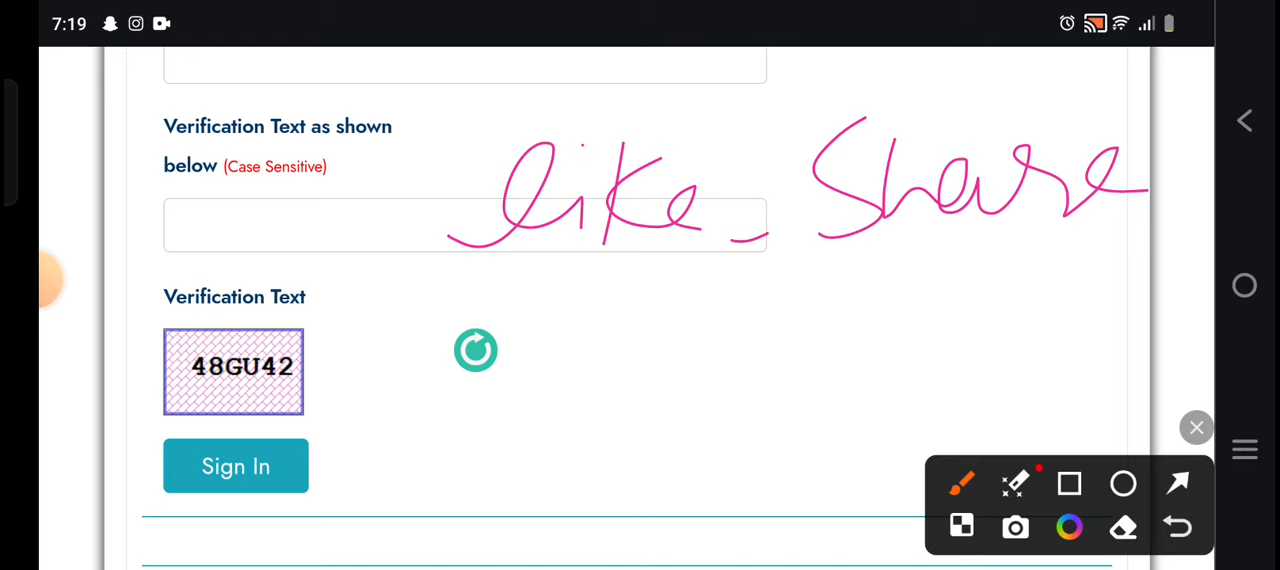 7:19
Verification Text as shown
below (Case Sensitive)
like - Share
Verification Text
48GU42
Sign In